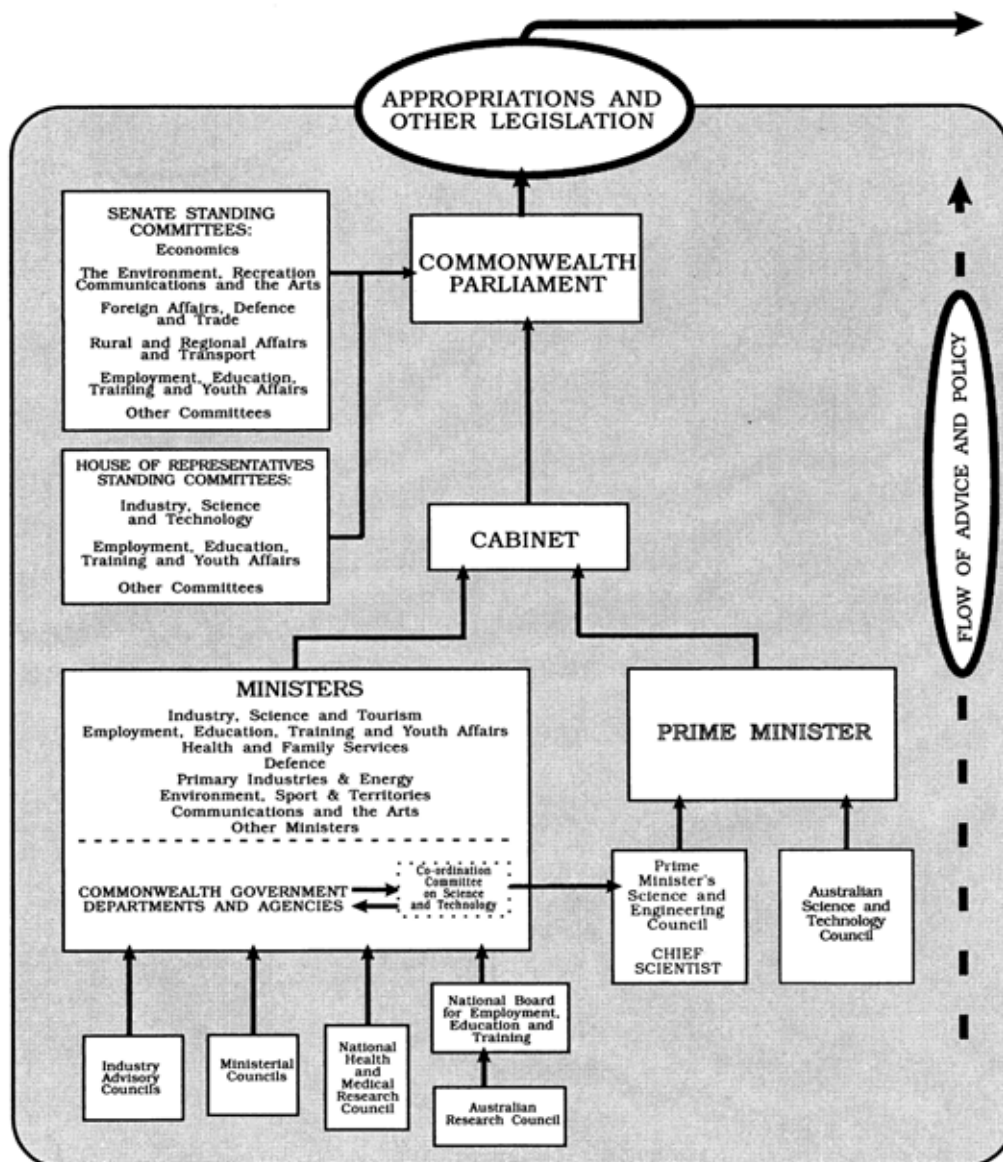 APPROPRIATIONS AND
OTHER LEGISLATION
SENATE STANDING
COMMITTEES:
Economics
The Environment, Recreation
Communications and the Arts
Foreign Affairs, Defence
and Trade
Rural and Regional Affairs
and Transport
Employment, Education,
Training and Youth Affairs
Other Committees
COMMONWEALTH
PARLIAMENT
HOUSE OF REPRESENTATIVES
STANDING COMMITTEES:
Industry, Science
and Technology
Employment, Education,
Training and Youth Affairs
Other Committees
CABINET
FLOW OF ADVICE AND POLICY
MINISTERS
Industry, Science and Tourism
Employment, Education, Training and Youth Affairs
Health and Family Services
Defence
Primary Industries & Energy
Environment, Sport & Territories
Communications and the Arts
Other Ministers
COMMONWEALTH GOVERNMENT
DEPARTMENTS AND AGENCIES
Co-ordination
Committee
on Science
and Technology
PRIME MINISTER
Prime
Minister's
Science and
Engineering
Council
CHIEF
SCIENTIST
Australian
Science and
Technology
Council
Industry
Advisory
Councils
Ministerial
Councils
National
Health
and
Medical
Research
Council
National Board
for Employment,
Education and
Training
Australian
Research Council